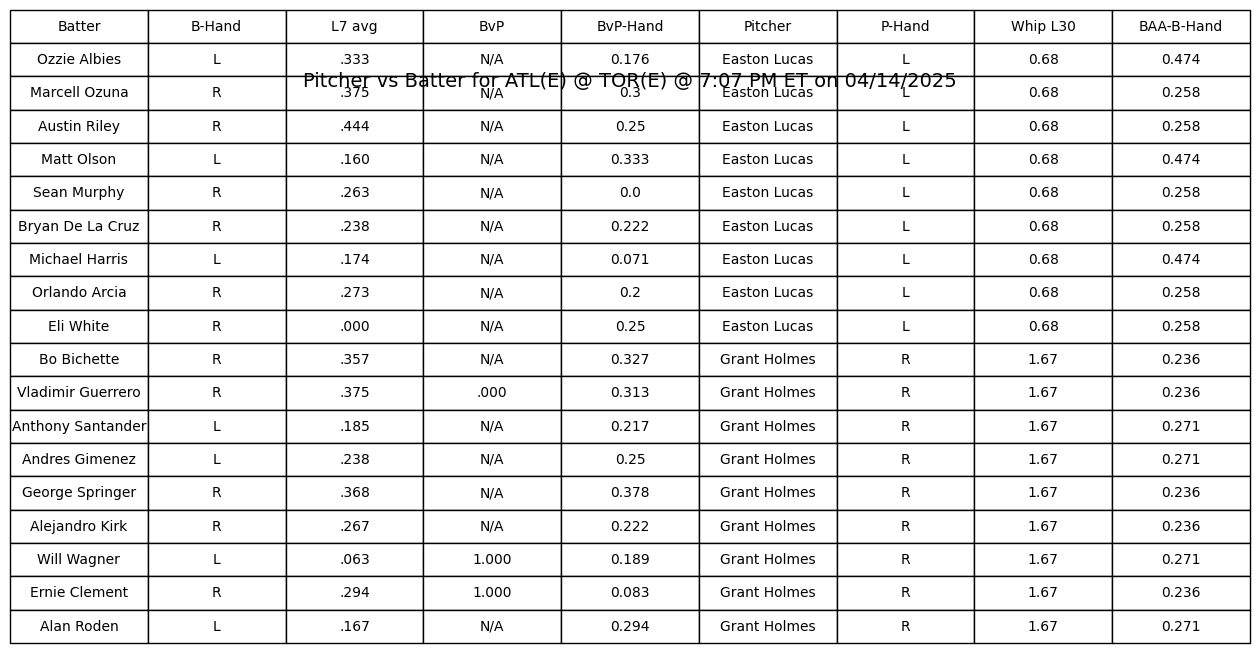 Batter B-Hand L7 avg BvP BvP-Hand Pitcher P-Hand Whip L30 BAA-B-Hand
Ozzie Albies L .333 N/A 0.176 Easton Lucas L 0.68 0.474
Pitcher vs Batter for ATL(E) @ TOR(E) @ 7:07 PM ET on 04/14/2025
Marcell Ozuna R .375 N/A 0.3 Easton Lucas L 0.68 0.258
Austin Riley R .444 N/A 0.25 Easton Lucas L 0.68 0.258
Matt Olson L .160 N/A 0.333 Easton Lucas L 0.68 0.474
Sean Murphy R .263 N/A 0.0 Easton Lucas L 0.68 0.258
Bryan De La Cruz R .238 N/A 0.222 Easton Lucas L 0.68 0.258
Michael Harris L .174 N/A 0.071 Easton Lucas L 0.68 0.474
Orlando Arcia R .273 N/A 0.2 Easton Lucas L 0.68 0.258
Eli White R .000 N/A 0.25 Easton Lucas L 0.68 0.258
Bo Bichette R .357 N/A 0.327 Grant Holmes R 1.67 0.236
Vladimir Guerrero R .375 .000 0.313 Grant Holmes R 1.67 0.236
Anthony Santander L .185 N/A 0.217 Grant Holmes R 1.67 0.271
Andres Gimenez L .238 N/A 0.25 Grant Holmes R 1.67 0.271
George Springer R .368 N/A 0.378 Grant Holmes R 1.67 0.236
Alejandro Kirk R .267 N/A 0.222 Grant Holmes R 1.67 0.236
Will Wagner L .063 1.000 0.189 Grant Holmes R 1.67 0.271
Ernie Clement R .294 1.000 0.083 Grant Holmes R 1.67 0.236
Alan Roden L .167 N/A 0.294 Grant Holmes R 1.67 0.271